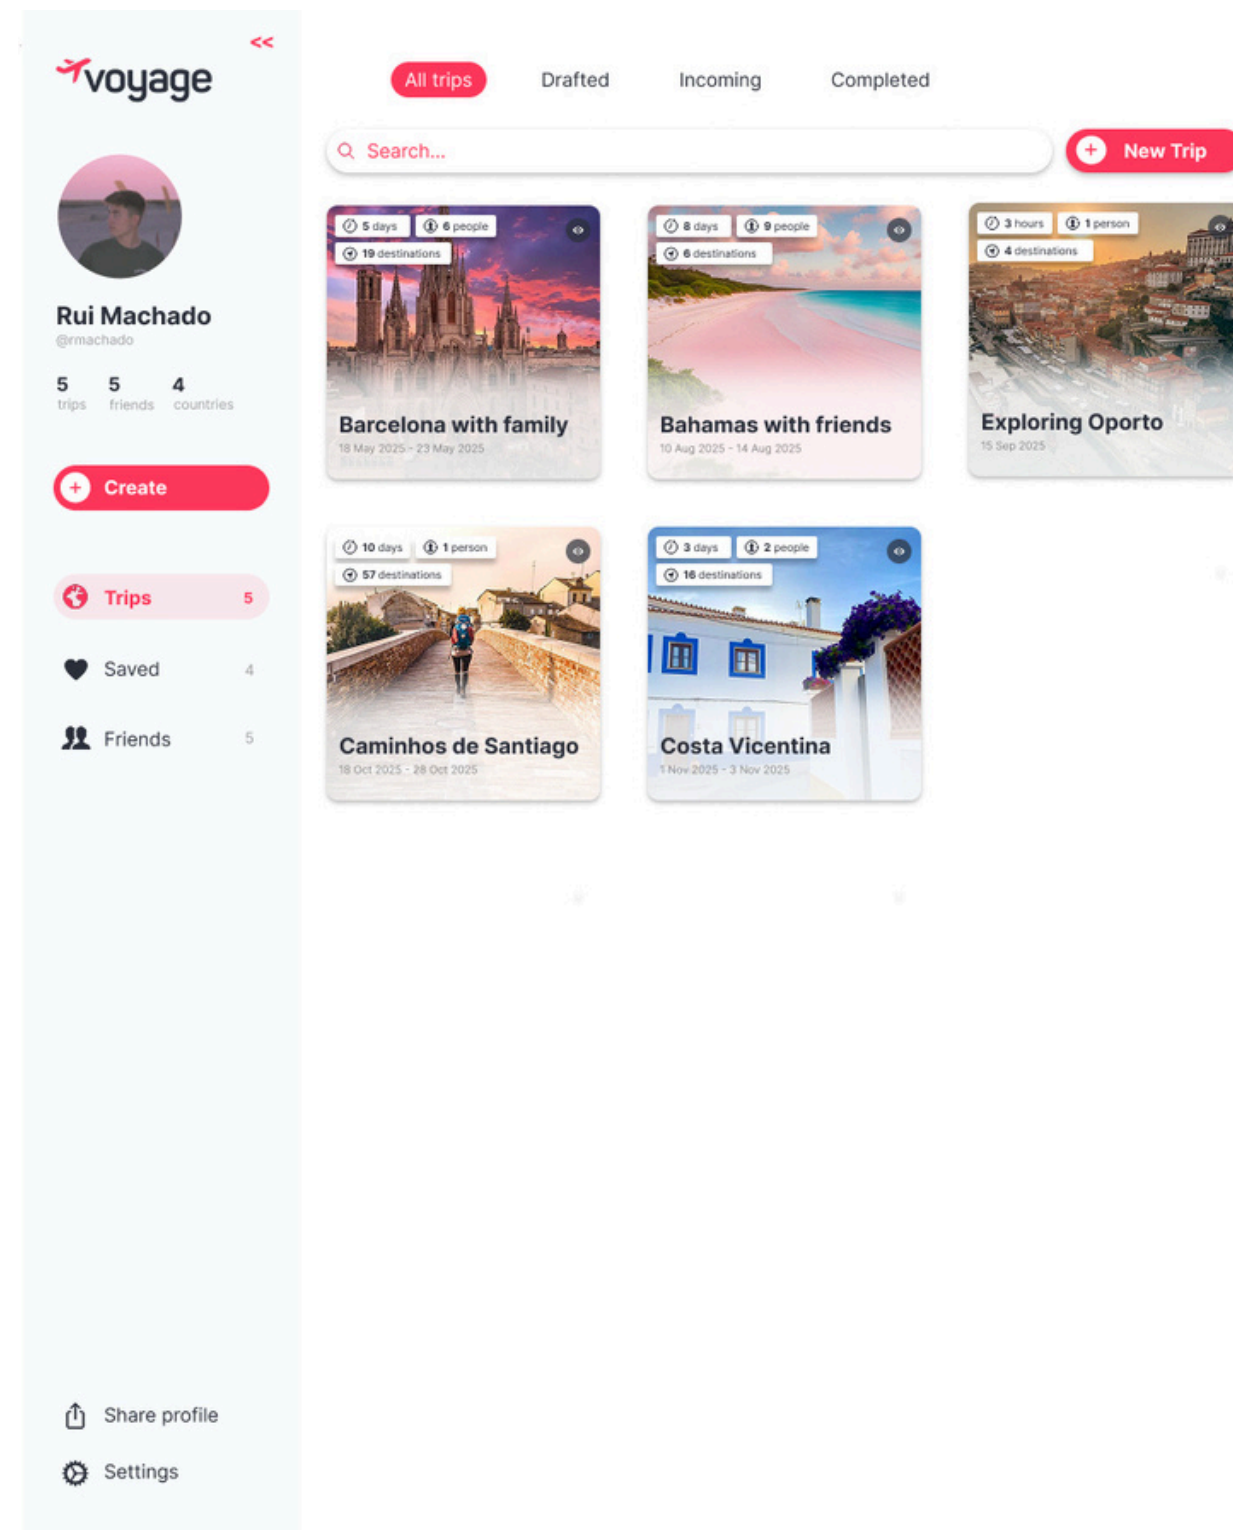 <<
voyage
Rui Machado
@rmachado
5 5 4
trips friends countries
+ Create
Trips 5
Saved 4
Friends 5
Share profile
Settings
All trips Drafted Incoming Completed
Search...
+ New Trip
5 days 6 people
19 destinations
Barcelona with family
18 May 2025 - 23 May 2025
8 days 9 people
6 destinations
Bahamas with friends
10 Aug 2025 - 14 Aug 2025
3 hours 1 person
4 destinations
Exploring Oporto
15 Sep 2025
10 days 1 person
57 destinations
Caminhos de Santiago
18 Oct 2025 - 28 Oct 2025
3 days 2 people
16 destinations
Costa Vicentina
1 Nov 2025 - 3 Nov 2025